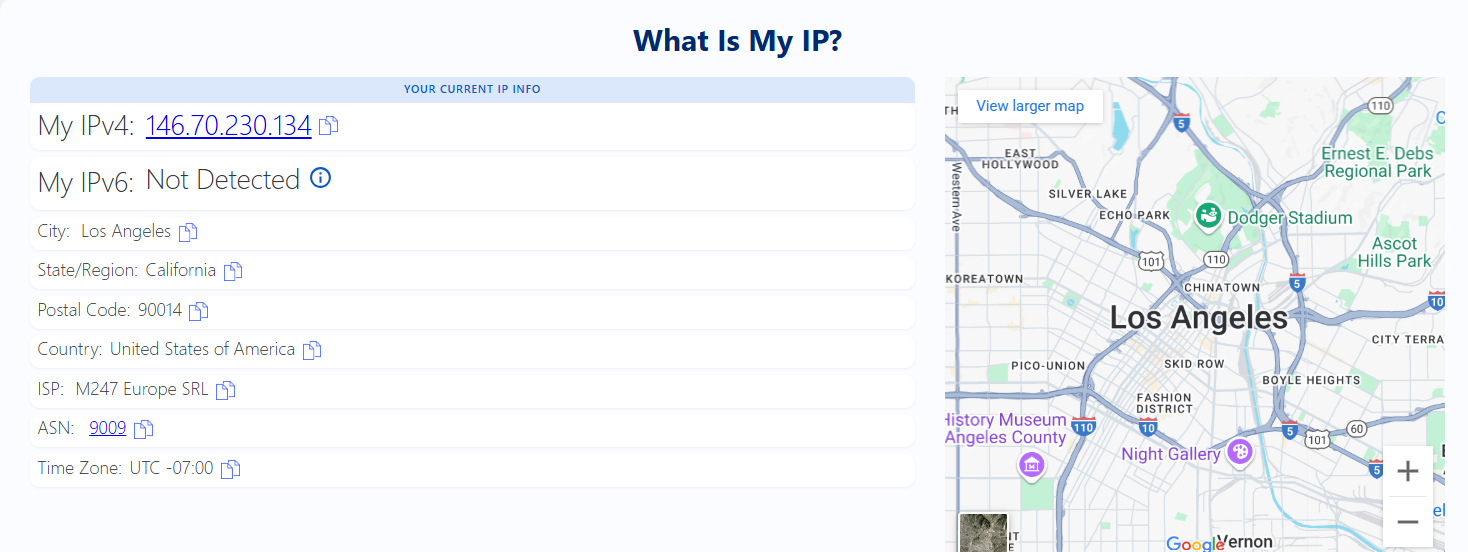 What Is My IP?
YOUR CURRENT IP INFO
My IPv4: 146.70.230.134
My IPv6: Not Detected
City: Los Angeles
State/Region: California
Postal Code: 90014
Country: United States of America
ISP: M247 Europe SRL
ASN: 9009
Time Zone: UTC -07:00
View larger map
110
5
EAST
HOLLYWOOD
Western Ave
Ernest E. Debs
Regional Park
SILVER LAKE
ECHO PARK
Dodger Stadium
Ascot
Hills Park
101
110
KOREATOWN
CHINATOWN
5
10
Los Angeles
CITY TERRA
PICO-UNION
SKID ROW
BOYLE HEIGHTS
FASHION
DISTRICT
History Museum
Angeles County
110
10
5
101
60
Night Gallery
5
Google
Vernon